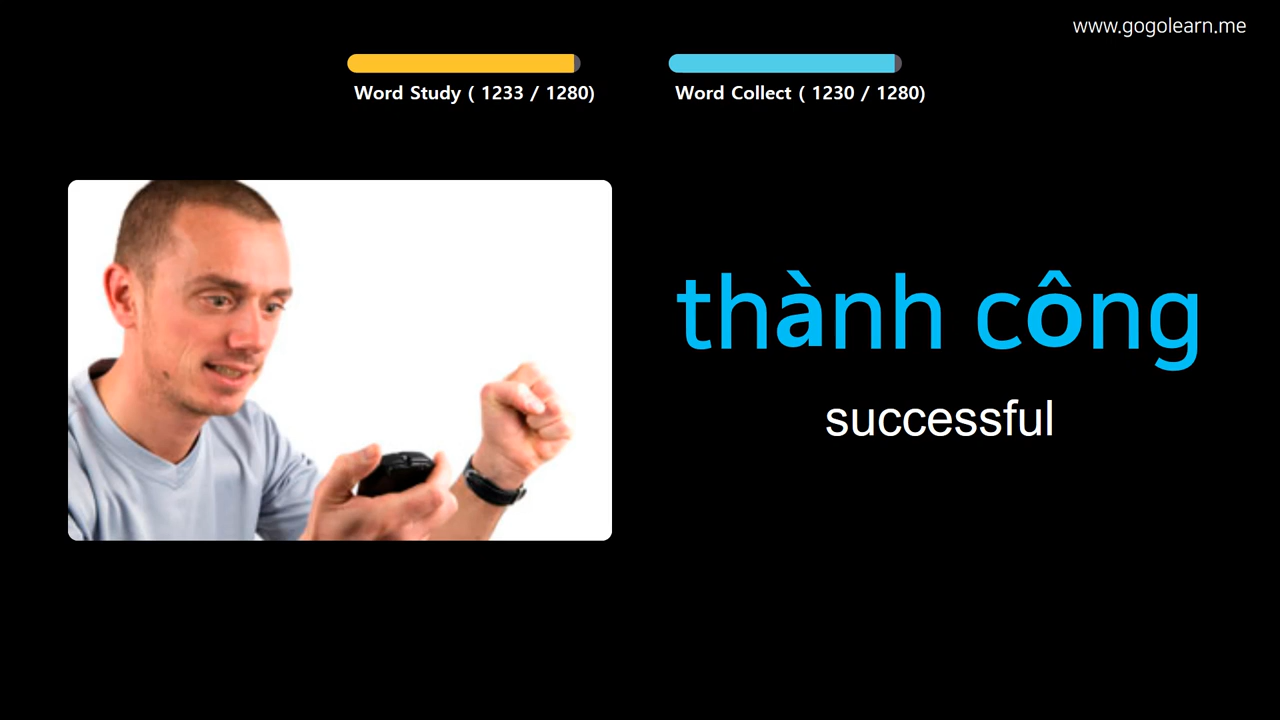 www.gogolearn.me
Word Study ( 1233 / 1280)
Word Collect ( 1230 / 1280)
thành công
successful